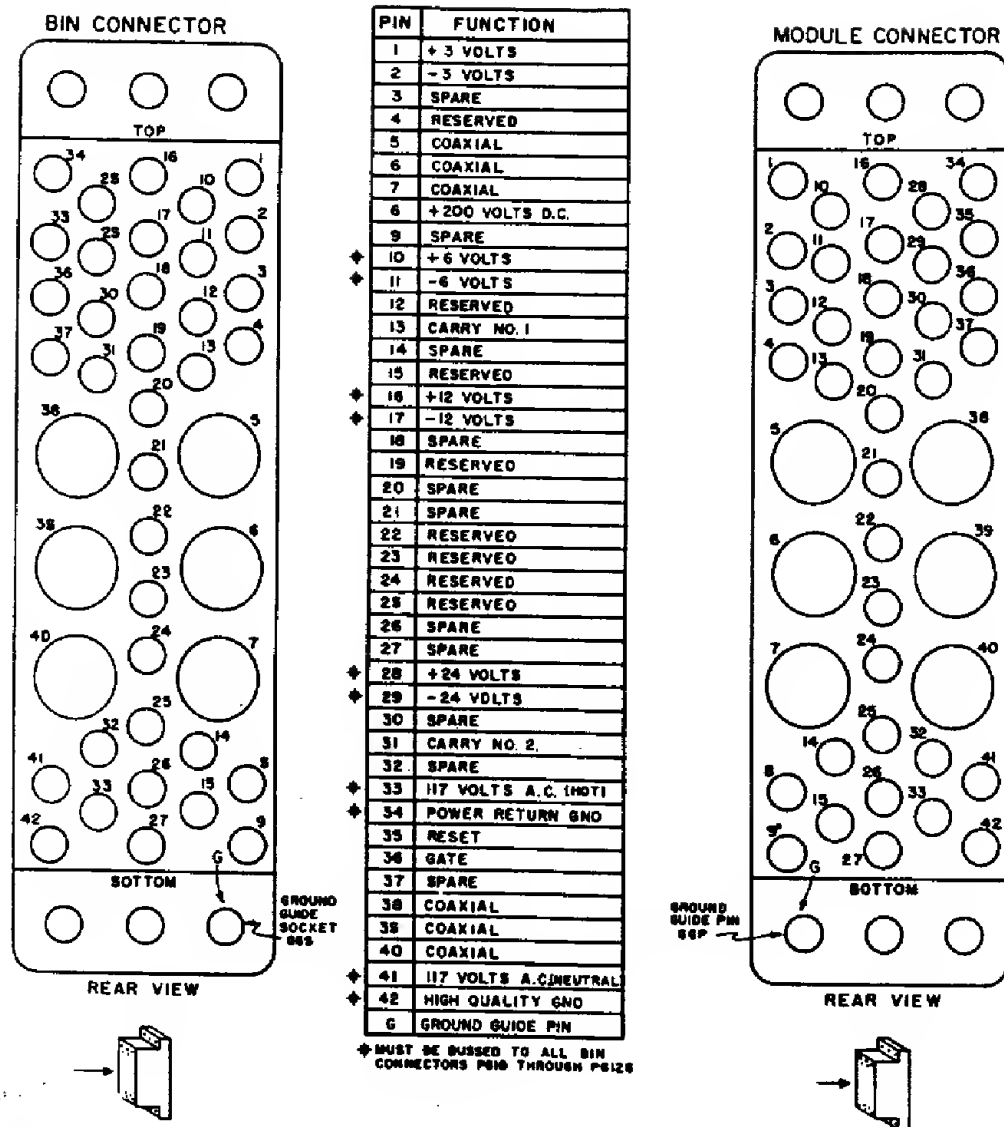 BIN CONNECTOR
TOP
34 16 1
28 10
33 17 2
29 11
36 18 3
30 12
37 19 4
31 13
20
36 5
21
22
38 6
23
24
40 7
25
32 14
41 26 8
33 15
42 27 9
G
BOTTOM
GROUND
GUIDE
SOCKET
GGS
REAR VIEW
PIN FUNCTION
1 + 3 VOLTS
2 - 3 VOLTS
3 SPARE
4 RESERVED
5 COAXIAL
6 COAXIAL
7 COAXIAL
6 +200 VOLTS D.C.
9 SPARE
10 + 6 VOLTS
11 -6 VOLTS
12 RESERVED
13 CARRY NO. 1
14 SPARE
15 RESERVED
16 +12 VOLTS
17 -12 VOLTS
18 SPARE
19 RESERVED
20 SPARE
21 SPARE
22 RESERVED
23 RESERVED
24 RESERVED
25 RESERVED
26 SPARE
27 SPARE
28 +24 VOLTS
29 -24 VOLTS
30 SPARE
31 CARRY NO. 2.
32 SPARE
33 117 VOLTS A.C. (HOT)
34 POWER RETURN GND
35 RESET
36 GATE
37 SPARE
38 COAXIAL
39 COAXIAL
40 COAXIAL
41 117 VOLTS A.C.(NEUTRAL)
42 HIGH QUALITY GND
G GROUND GUIDE PIN
MUST BE BUSSED TO ALL BIN
CONNECTORS
THROUGH
MODULE CONNECTOR
TOP
1 16 34
10 28
2 17 35
11 29
3 18 36
12 30
4 19 37
13 31
20
5 38
21
22
6 39
23
24
7 40
25
14 32
8 26 41
15 33
9 27 42
G
BOTTOM
GROUND
GUIDE PIN
GGP
REAR VIEW